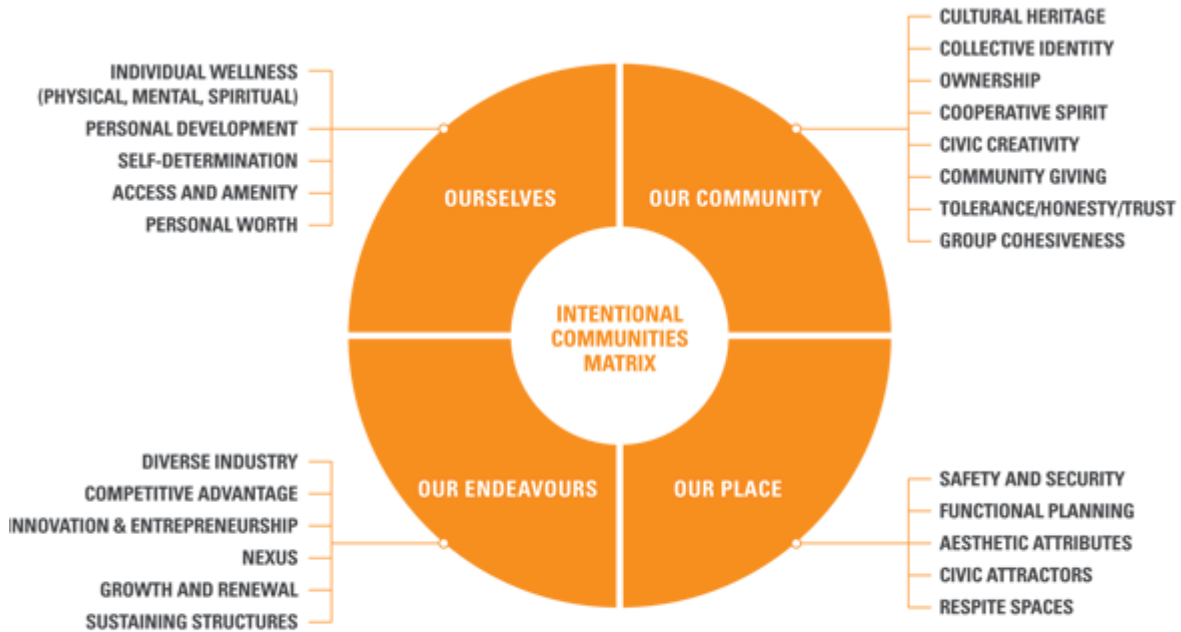 INDIVIDUAL WELLNESS
(PHYSICAL, MENTAL, SPIRITUAL)
PERSONAL DEVELOPMENT
SELF-DETERMINATION
ACCESS AND AMENITY
PERSONAL WORTH
CULTURAL HERITAGE
COLLECTIVE IDENTITY
OWNERSHIP
COOPERATIVE SPIRIT
CIVIC CREATIVITY
COMMUNITY GIVING
TOLERANCE/HONESTY/TRUST
GROUP COHESIVENESS
OURSELVES
OUR COMMUNITY
INTENTIONAL
COMMUNITIES
MATRIX
OUR ENDEAVOURS
OUR PLACE
DIVERSE INDUSTRY
COMPETITIVE ADVANTAGE
INNOVATION & ENTREPRENEURSHIP
NEXUS
GROWTH AND RENEWAL
SUSTAINING STRUCTURES
SAFETY AND SECURITY
FUNCTIONAL PLANNING
AESTHETIC ATTRIBUTES
CIVIC ATTRACTORS
RESPITE SPACES